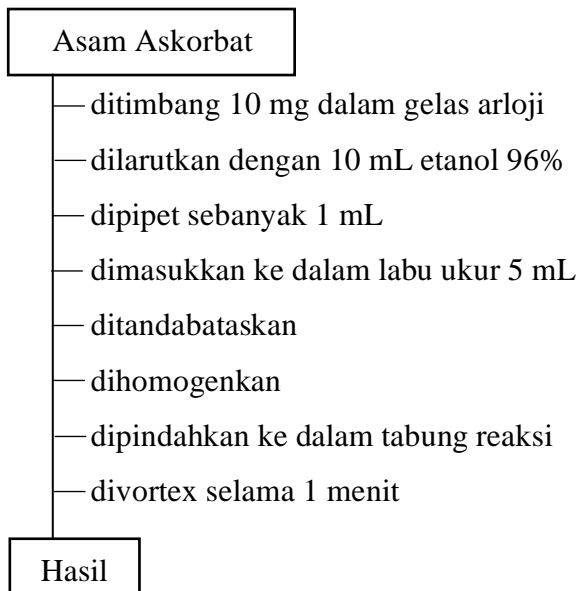 Asam Askorbat
ditimbang 10 mg dalam gelas arloji
dilarutkan dengan 10 mL etanol 96%
dipipet sebanyak 1 mL
dimasukkan ke dalam labu ukur 5 mL
ditandabataskan
dihomogenkan
dipindahkan ke dalam tabung reaksi
divortex selama 1 menit
Hasil